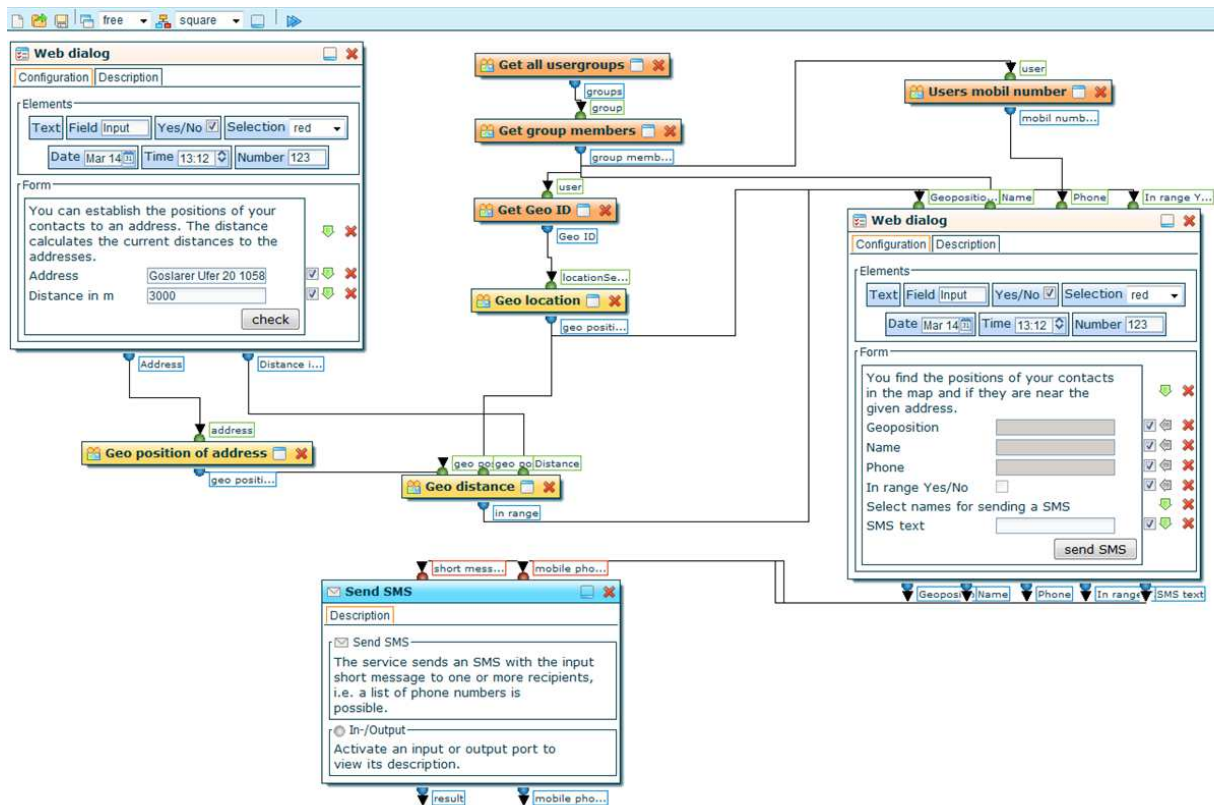 free
square
Web dialog
Configuration Description
Elements
Text Field Input Yes/No Selection red
Date Mar 14 Time 13:12 Number 123
Form
You can establish the positions of your
contacts to an address. The distance
calculates the current distances to the
addresses.
Address Goslarer Ufer 20 1058
Distance in m 3000
check
Address
Distance i...
address
Geo position of address
geo positi...
Get all usergroups
groups
group
Get group members
group memb...
user
Get Geo ID
Geo ID
locationSe...
Geo location
geo positi...
geo po geo po Distance
Geo distance
in range
user
Users mobil number
mobil numb...
Geopositio... Name Phone In range Y...
Web dialog
Configuration Description
Elements
Text Field Input Yes/No Selection red
Date Mar 14 Time 13:12 Number 123
Form
You find the positions of your contacts
in the map and if they are near the
given address.
Geoposition
Name
Phone
In range Yes/No
Select names for sending a SMS
SMS text
send SMS
Geoposi Name Phone In range SMS text
short mess... mobile pho...
Send SMS
Description
Send SMS
The service sends an SMS with the input
short message to one or more recipients,
i.e. a list of phone numbers is
possible.
In-/Output
Activate an input or output port to
view its description.
result mobile pho...